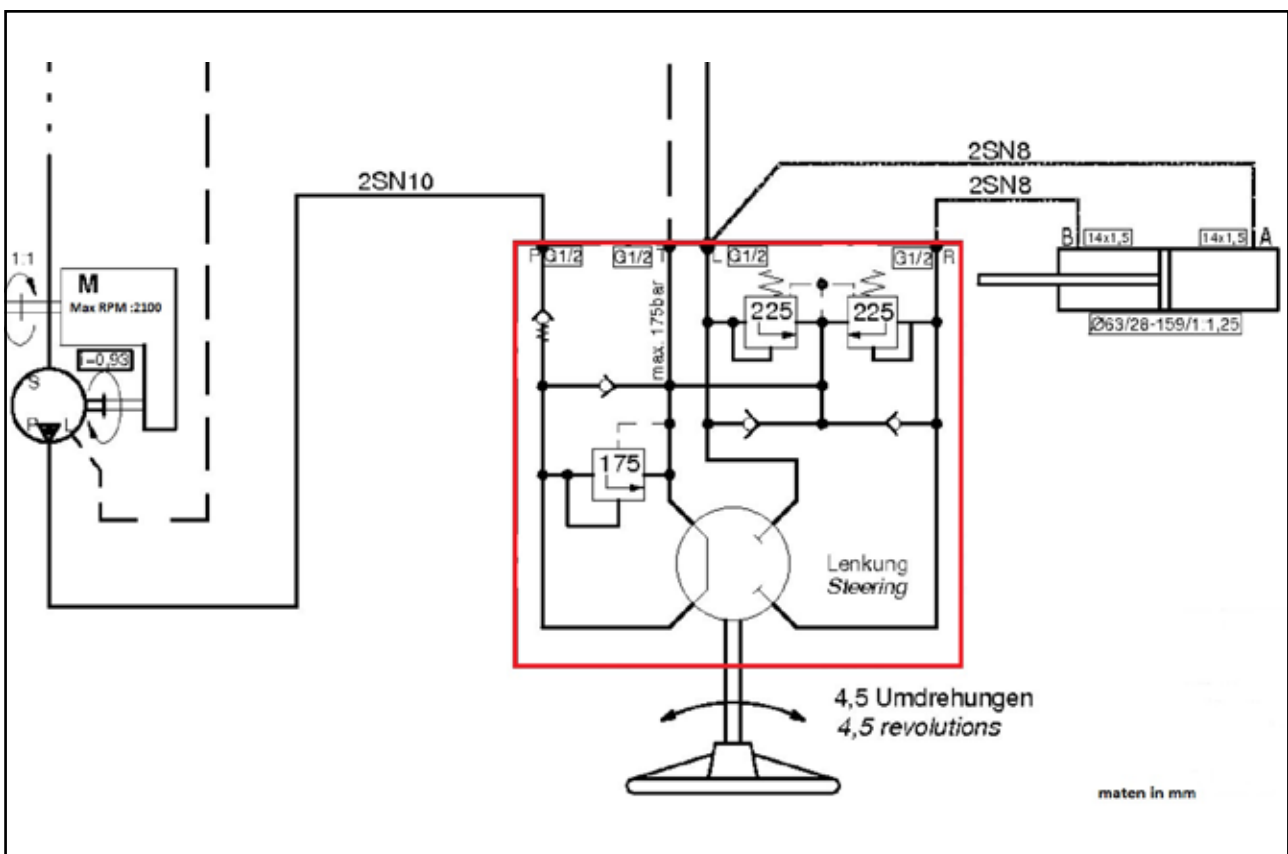 2SN8
2SN8
2SN10
1:1
M
Max RPM :2100
i=0,93
S
P
L
P
G1/2
G1/2
T
L
G1/2
G1/2
R
B
14x1,5
14x1,5
A
Ø63/28-159/1:1,25
max. 175bar
225
225
175
Lenkung
Steering
4,5 Umdrehungen
4,5 revolutions
maten in mm